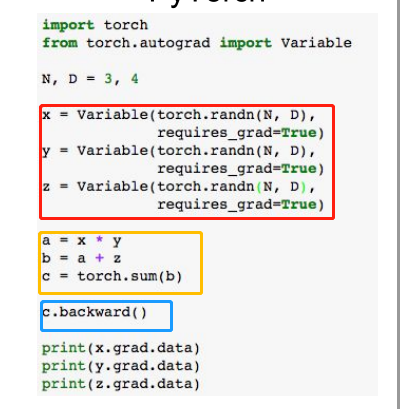 PyTorch
import torch
from torch.autograd import Variable
N, D = 3, 4
x = Variable(torch.randn(N, D),
requires_grad=True)
y = Variable(torch.randn(N, D),
requires_grad=True)
z = Variable(torch.randn(N, D),
requires_grad=True)
a = x * y
b = a + z
c = torch.sum(b)
c.backward()
print(x.grad.data)
print(y.grad.data)
print(z.grad.data)